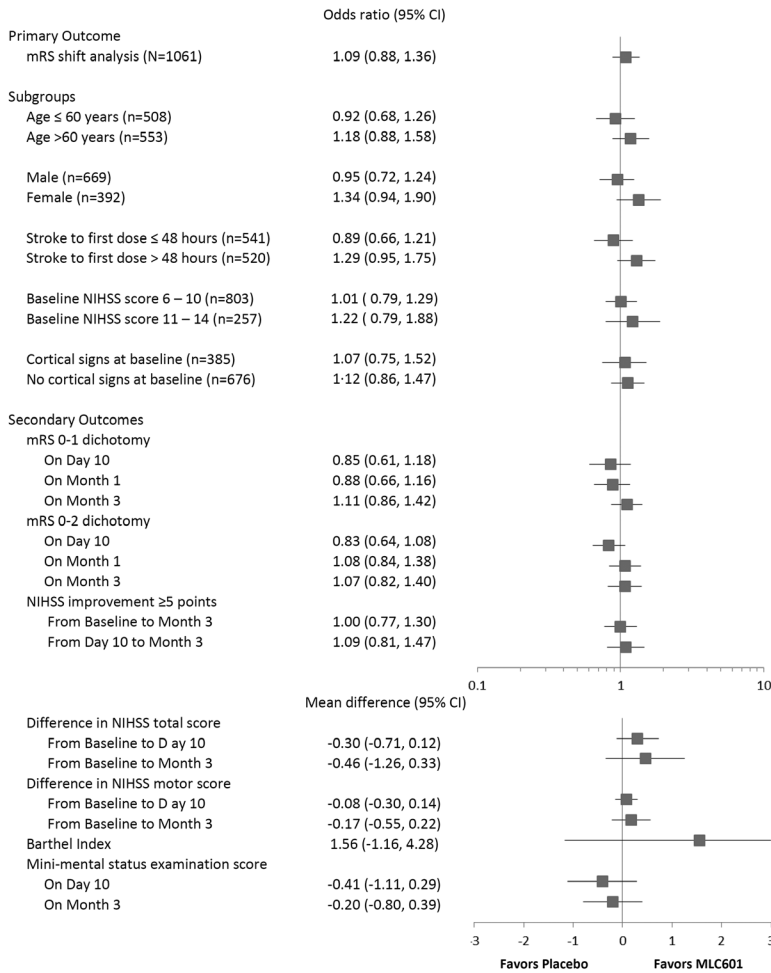 Odds ratio (95% CI)
Primary Outcome
mRS shift analysis (N=1061) 1.09 (0.88, 1.36)
Subgroups
Age ≤ 60 years (n=508) 0.92 (0.68, 1.26)
Age >60 years (n=553) 1.18 (0.88, 1.58)
Male (n=669) 0.95 (0.72, 1.24)
Female (n=392) 1.34 (0.94, 1.90)
Stroke to first dose ≤ 48 hours (n=541) 0.89 (0.66, 1.21)
Stroke to first dose > 48 hours (n=520) 1.29 (0.95, 1.75)
Baseline NIHSS score 6 – 10 (n=803) 1.01 ( 0.79, 1.29)
Baseline NIHSS score 11 – 14 (n=257) 1.22 ( 0.79, 1.88)
Cortical signs at baseline (n=385) 1.07 (0.75, 1.52)
No cortical signs at baseline (n=676) 1·12 (0.86, 1.47)
Secondary Outcomes
mRS 0-1 dichotomy
On Day 10 0.85 (0.61, 1.18)
On Month 1 0.88 (0.66, 1.16)
On Month 3 1.11 (0.86, 1.42)
mRS 0-2 dichotomy
On Day 10 0.83 (0.64, 1.08)
On Month 1 1.08 (0.84, 1.38)
On Month 3 1.07 (0.82, 1.40)
NIHSS improvement ≥5 points
From Baseline to Month 3 1.00 (0.77, 1.30)
From Day 10 to Month 3 1.09 (0.81, 1.47)
0.1 1 10
Mean difference (95% CI)
Difference in NIHSS total score
From Baseline to D ay 10 -0.30 (-0.71, 0.12)
From Baseline to Month 3 -0.46 (-1.26, 0.33)
Difference in NIHSS motor score
From Baseline to D ay 10 -0.08 (-0.30, 0.14)
From Baseline to Month 3 -0.17 (-0.55, 0.22)
Barthel Index 1.56 (-1.16, 4.28)
Mini-mental status examination score
On Day 10 -0.41 (-1.11, 0.29)
On Month 3 -0.20 (-0.80, 0.39)
-3 -2 -1 0 1 2 3
Favors Placebo Favors MLC601